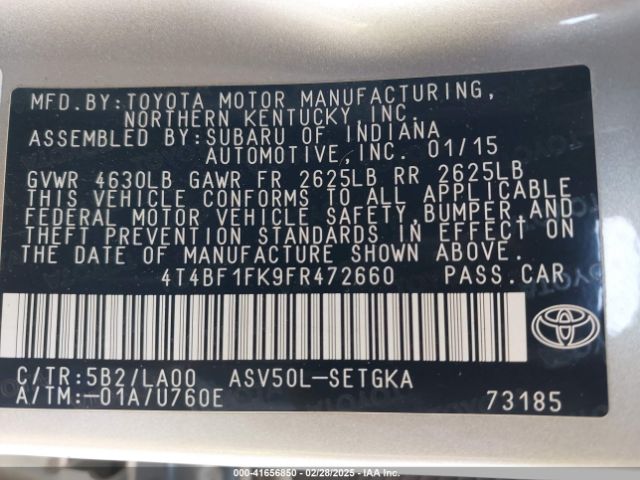 MFD.BY:TOYOTA MOTOR MANUFACTURING,
NORTHERN KENTUCKY,INC.
ASSEMBLED BY:SUBARU OF INDIANA
AUTOMOTIVE,INC. 01/15
GVWR 4630LB GAWR FR 2625LB RR 2625LB
THIS VEHICLE CONFORMS TO ALL APPLICABLE
FEDERAL MOTOR VEHICLE SAFETY,BUMPER,AND
THEFT PREVENTION STANDARDS IN EFFECT ON
THE DATE OF MANUFACTURE SHOWN ABOVE.
4T4BF1FK9FR472660 PASS.CAR
C/TR:5B2/LA00 ASV50L-SETGKA
A/TM:-01A/U760E 73185
000-41656850 | 02/28/2025 - IAA Inc.